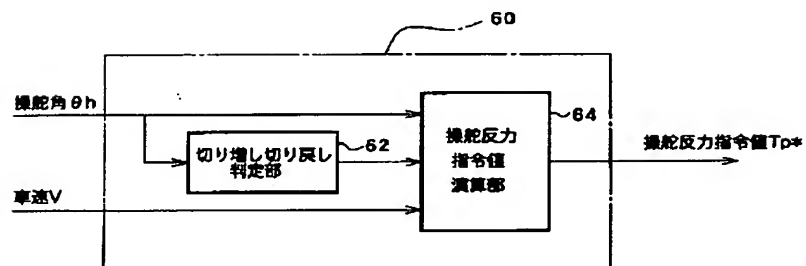 60
操舵角θh
切り増し切り戻し
判定部
62
操舵反力
指令値
演算部
64
操舵反力指令値Tp*
車速V